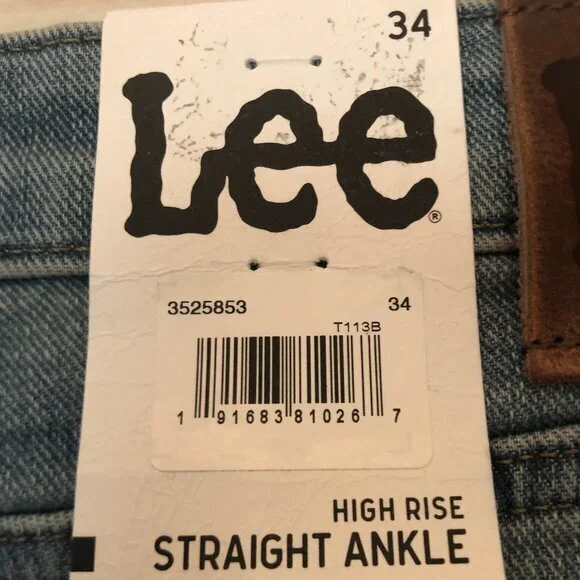 34
Lee®
3525853 34
T113B
1 91683 81026 7
HIGH RISE
STRAIGHT ANKLE